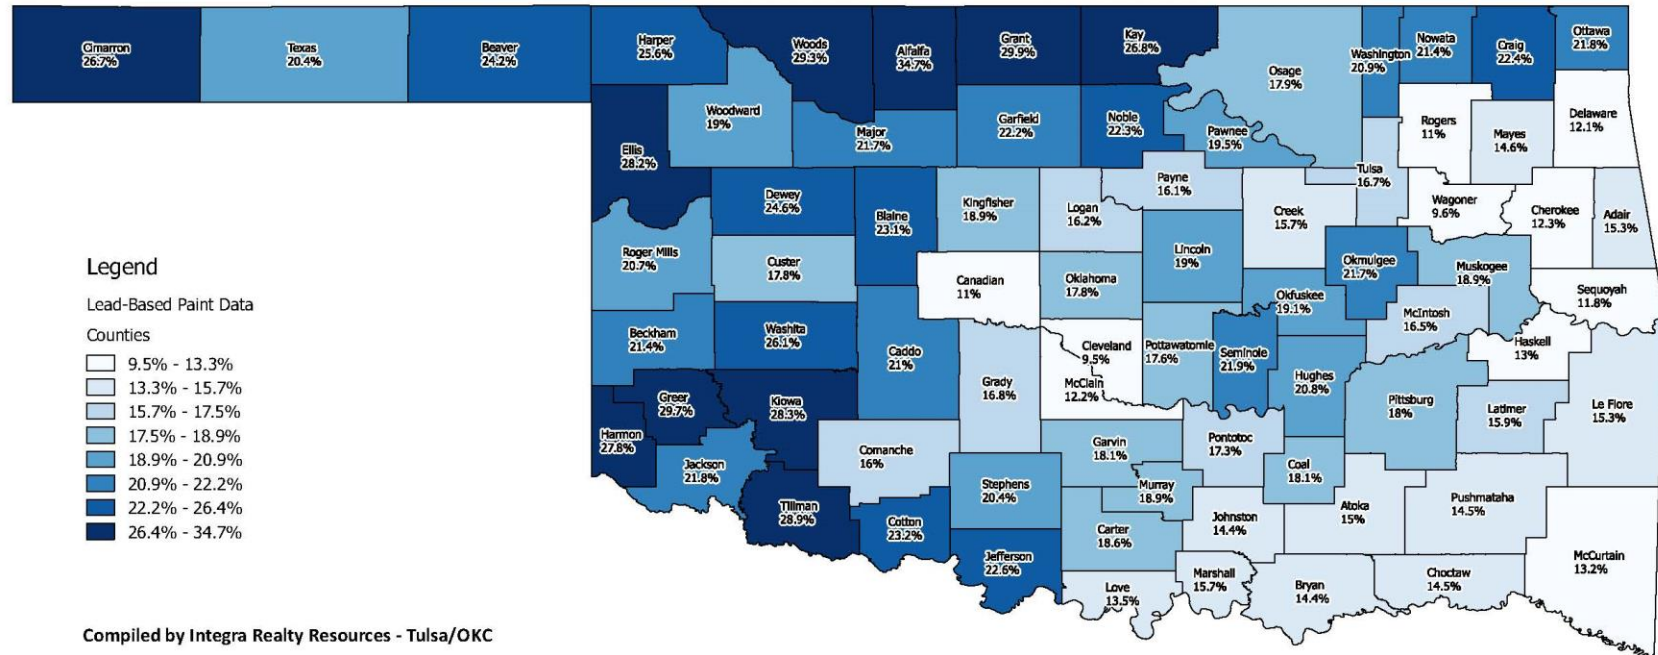 Cimarron
26.7%
Texas
20.4%
Beaver
24.2%
Harper
25.6%
Woods
29.3%
Alfalfa
34.7%
Grant
29.9%
Kay
26.8%
Osage
17.9%
Washington
20.9%
Nowata
21.4%
Craig
22.4%
Ottawa
21.8%
Woodward
19%
Ellis
28.2%
Major
21.7%
Garfield
22.2%
Noble
22.3%
Pawnee
19.5%
Rogers
11%
Mayes
14.6%
Delaware
12.1%
Dewey
24.6%
Blaine
23.1%
Kingfisher
18.9%
Logan
16.2%
Payne
16.1%
Creek
15.7%
Tulsa
16.7%
Wagoner
9.6%
Cherokee
12.3%
Adair
15.3%
Roger Mills
20.7%
Custer
17.8%
Canadian
11%
Oklahoma
17.8%
Lincoln
19%
Okfuskee
19.1%
Okmulgee
21.7%
Muskogee
18.9%
McIntosh
16.5%
Sequoyah
11.8%
Beckham
21.4%
Washita
26.1%
Caddo
21%
Grady
16.8%
Cleveland
9.5%
McClain
12.2%
Pottawatomie
17.6%
Seminole
21.9%
Hughes
20.8%
Pittsburg
18%
Haskell
13%
Latimer
15.9%
Le Flore
15.3%
Greer
29.7%
Kiowa
28.3%
Harmon
27.8%
Jackson
21.8%
Comanche
16%
Stephens
20.4%
Garvin
18.1%
Murray
18.9%
Pontotoc
17.3%
Coal
18.1%
Tillman
28.9%
Cotton
23.2%
Jefferson
22.6%
Carter
18.6%
Johnston
14.4%
Atoka
15%
Pushmataha
14.5%
McCurtain
13.2%
Love
13.5%
Marshall
15.7%
Bryan
14.4%
Choctaw
14.5%
Legend
Lead-Based Paint Data
Counties
9.5% - 13.3%
13.3% - 15.7%
15.7% - 17.5%
17.5% - 18.9%
18.9% - 20.9%
20.9% - 22.2%
22.2% - 26.4%
26.4% - 34.7%
Compiled by Integra Realty Resources - Tulsa/OKC